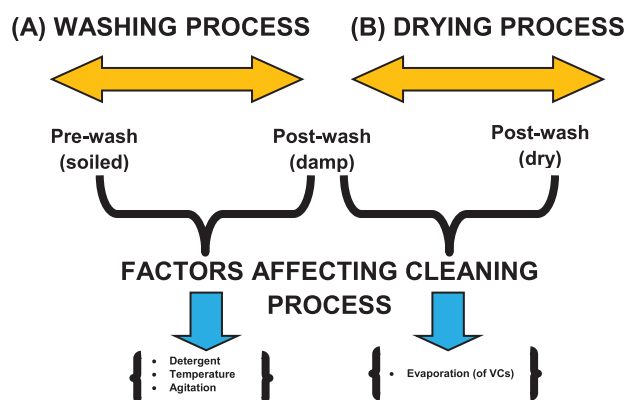 (A) WASHING PROCESS
(B) DRYING PROCESS
Pre-wash
(soiled)
Post-wash
(damp)
Post-wash
(dry)
FACTORS AFFECTING CLEANING
PROCESS
• Detergent
• Temperature
• Agitation
• Evaporation (of VCs)